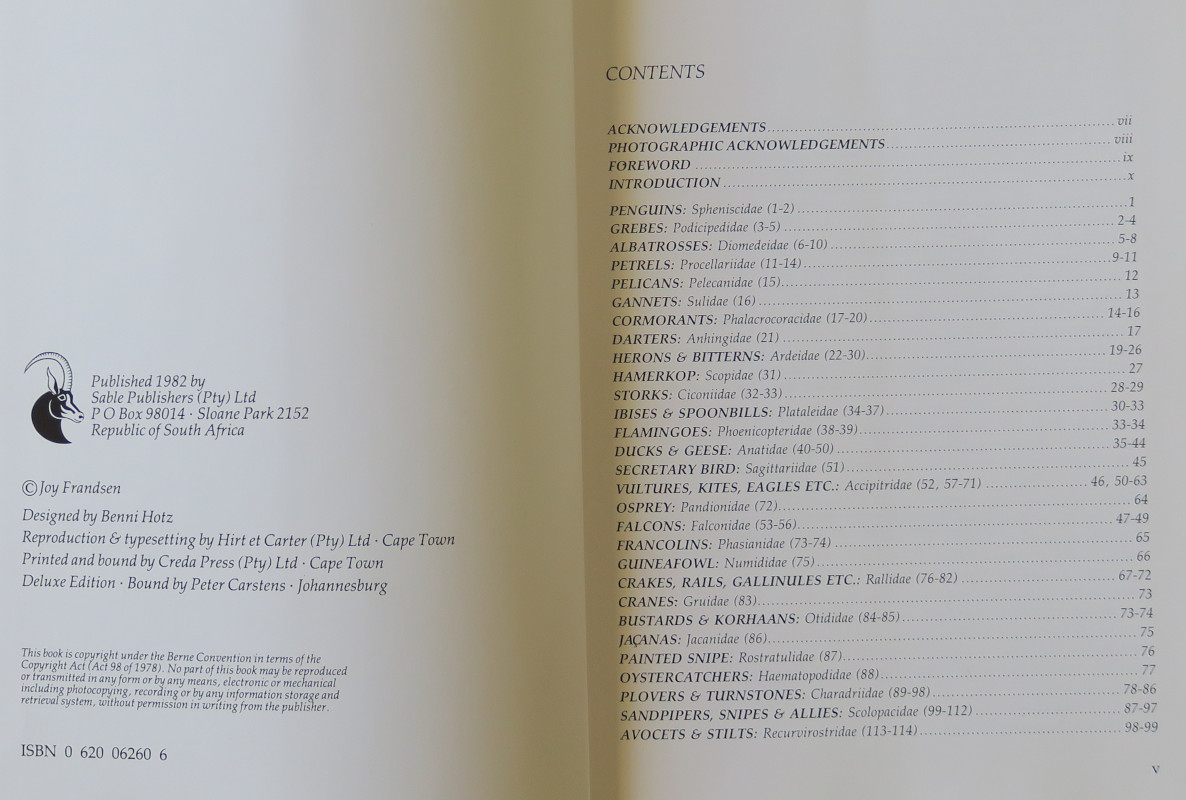 Published 1982 by
Sable Publishers (Pty) Ltd
P O Box 98014 · Sloane Park 2152
Republic of South Africa
© Joy Frandsen
Designed by Benni Hotz
Reproduction & typesetting by Hirt et Carter (Pty) Ltd · Cape Town
Printed and bound by Creda Press (Pty) Ltd · Cape Town
Deluxe Edition · Bound by Peter Carstens · Johannesburg
This book is copyright under the Berne Convention in terms of the
Copyright Act (Act 98 of 1978). No part of this book may be reproduced
or transmitted in any form or by any means, electronic or mechanical
including photocopying, recording or by any information storage and
retrieval system, without permission in writing from the publisher.
ISBN 0 620 06260 6
CONTENTS
ACKNOWLEDGEMENTS vii
PHOTOGRAPHIC ACKNOWLEDGEMENTS viii
FOREWORD ix
INTRODUCTION x
PENGUINS: Spheniscidae (1-2) 1
GREBES: Podicipedidae (3-5) 2-4
ALBATROSSES: Diomedeidae (6-10) 5-8
PETRELS: Procellariidae (11-14) 9-11
PELICANS: Pelecanidae (15) 12
GANNETS: Sulidae (16) 13
CORMORANTS: Phalacrocoracidae (17-20) 14-16
DARTERS: Anhingidae (21) 17
HERONS & BITTERNS: Ardeidae (22-30) 19-26
HAMERKOP: Scopidae (31) 27
STORKS: Ciconiidae (32-33) 28-29
IBISES & SPOONBILLS: Plataleidae (34-37) 30-33
FLAMINGOES: Phoenicopteridae (38-39) 33-34
DUCKS & GEESE: Anatidae (40-50) 35-44
SECRETARY BIRD: Sagittariidae (51) 45
VULTURES, KITES, EAGLES ETC.: Accipitridae (52, 57-71) 46, 50-63
OSPREY: Pandionidae (72) 64
FALCONS: Falconidae (53-56) 47-49
FRANCOLINS: Phasianidae (73-74) 65
GUINEAFOWL: Numididae (75) 66
CRAKES, RAILS, GALLINULES ETC.: Rallidae (76-82) 67-72
CRANES: Gruidae (83) 73
BUSTARDS & KORHAANS: Otididae (84-85) 73-74
JAÇANAS: Jacanidae (86) 75
PAINTED SNIPE: Rostratulidae (87) 76
OYSTERCATCHERS: Haematopodidae (88) 77
PLOVERS & TURNSTONES: Charadriidae (89-98) 78-86
SANDPIPERS, SNIPES & ALLIES: Scolopacidae (99-112) 87-97
AVOCETS & STILTS: Recurvirostridae (113-114) 98-99
v